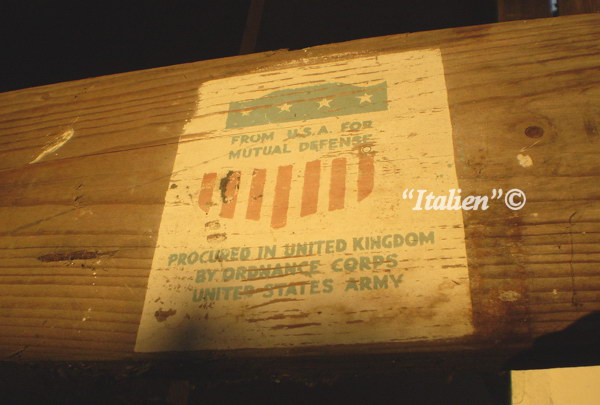 FROM U.S.A. FOR
MUTUAL DEFENSE
"Italien"©
PROCURED IN UNITED KINGDOM
BY ORDNANCE CORPS
UNITED STATES ARMY